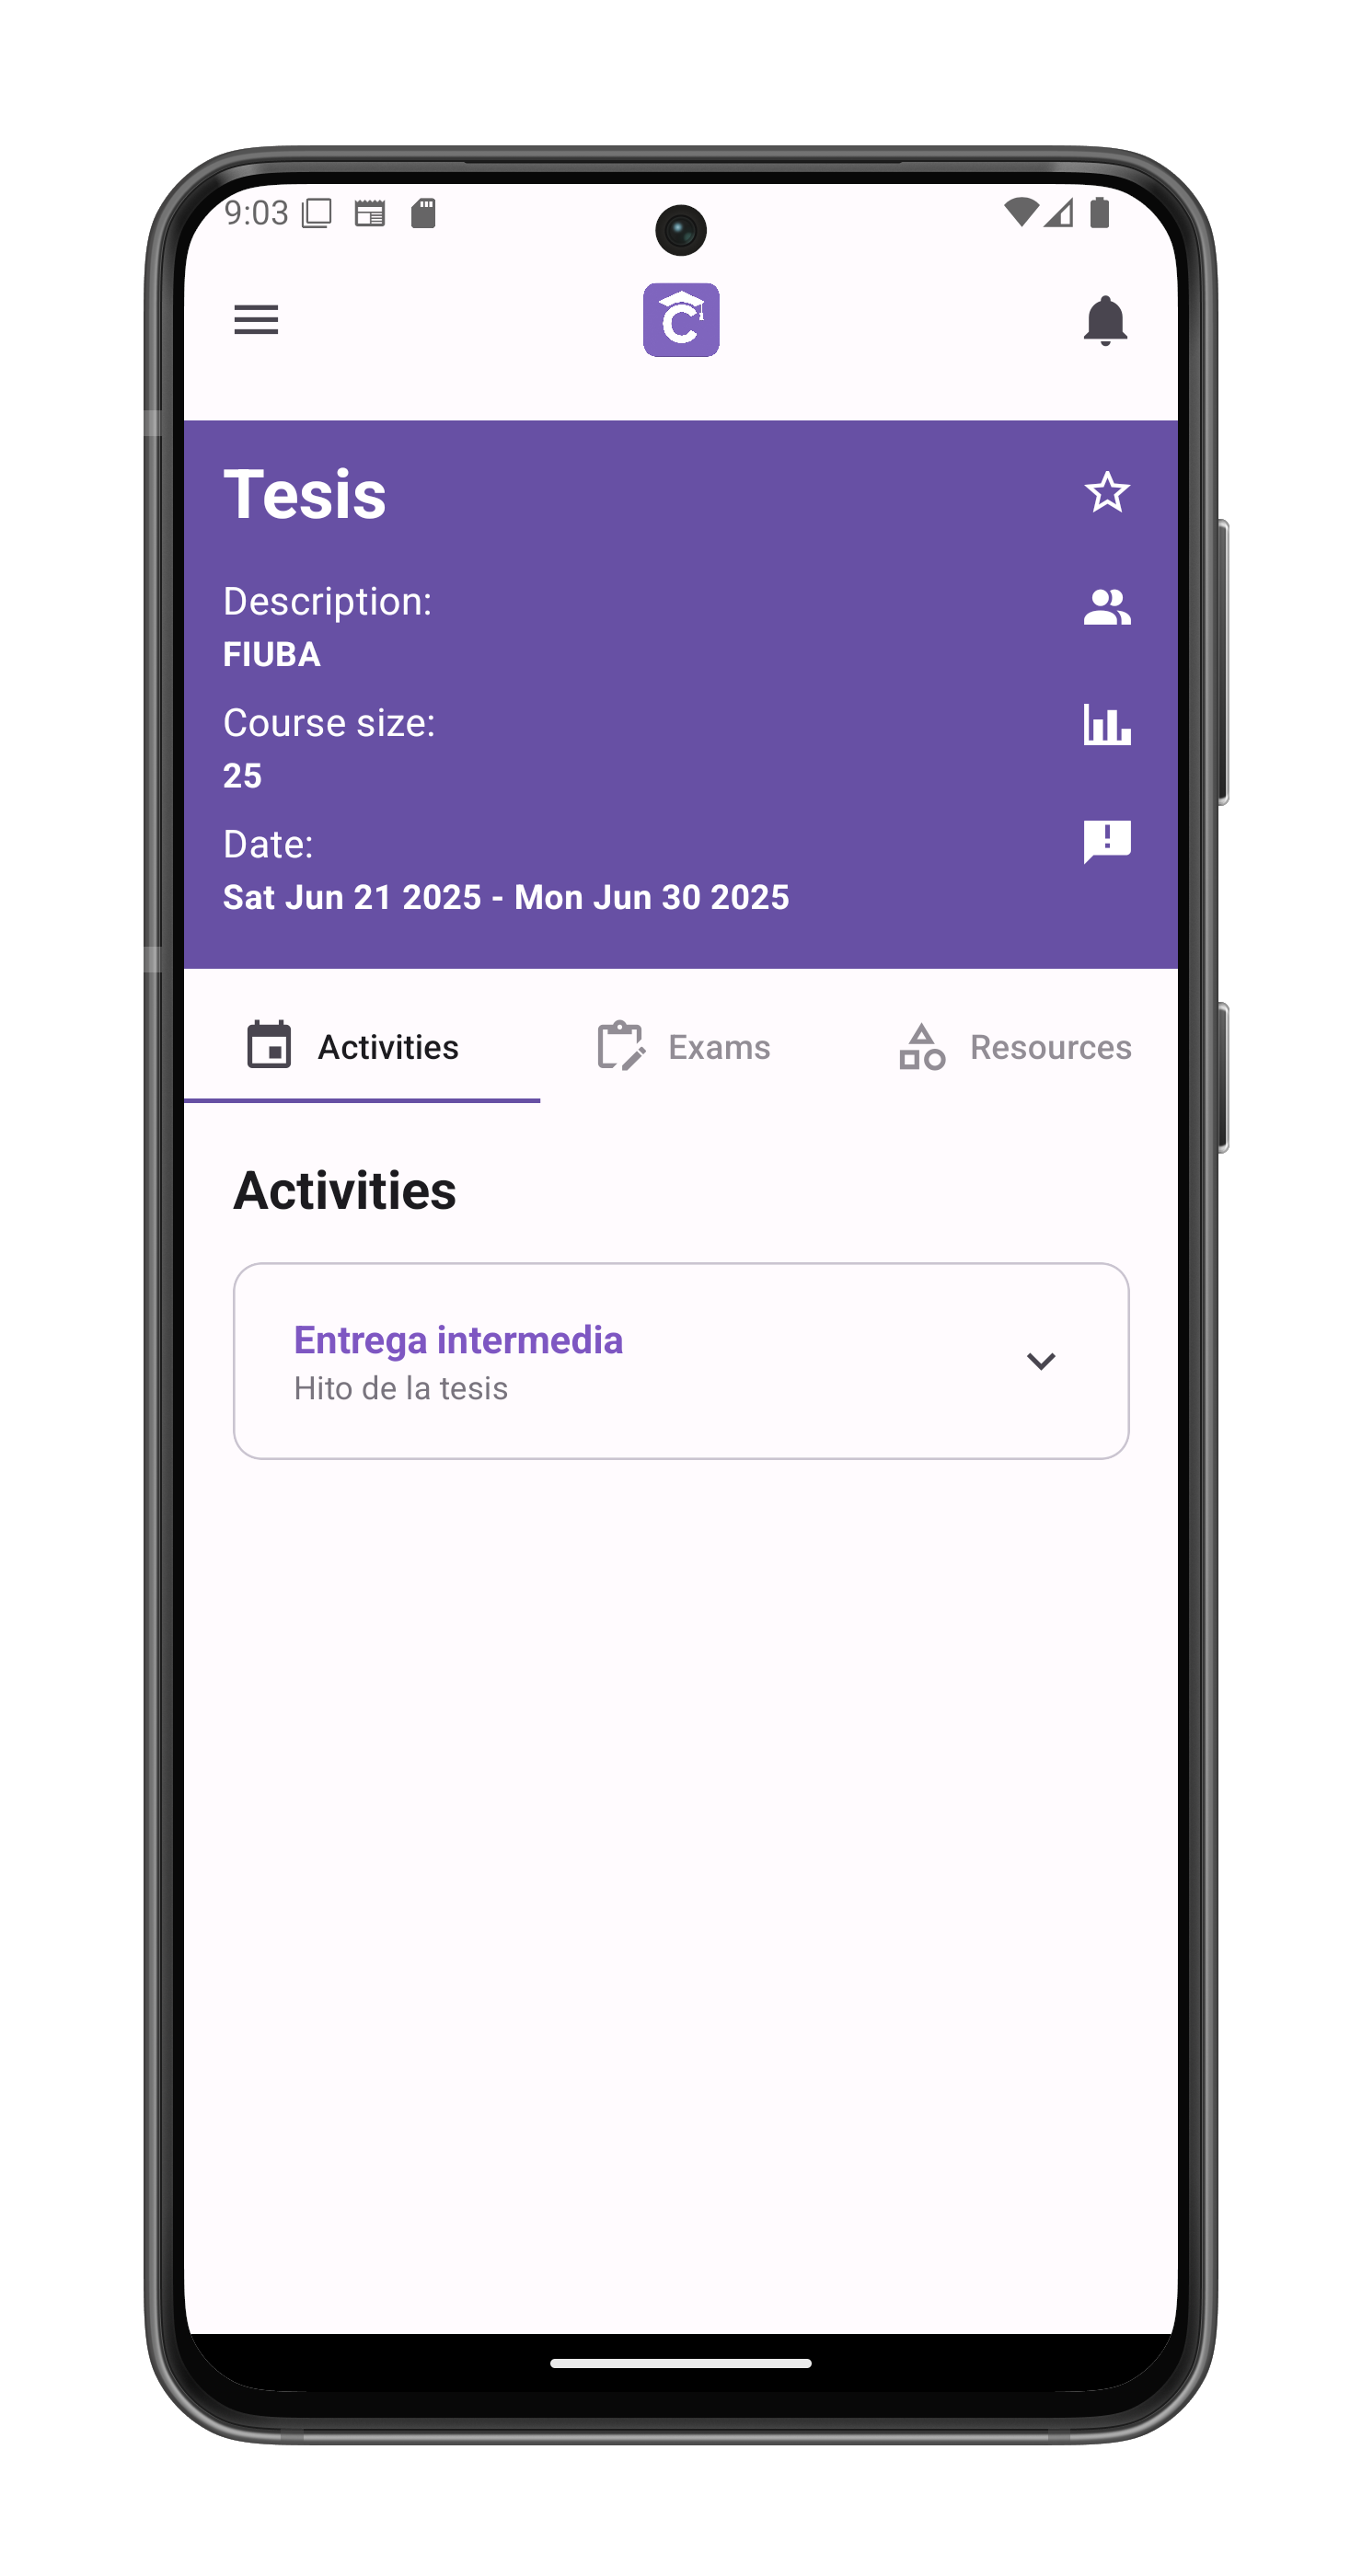 9:03
C
Tesis
Description:
FIUBA
Course size:
25
Date:
Sat Jun 21 2025 - Mon Jun 30 2025
Activities Exams Resources
Activities
Entrega intermedia
Hito de la tesis